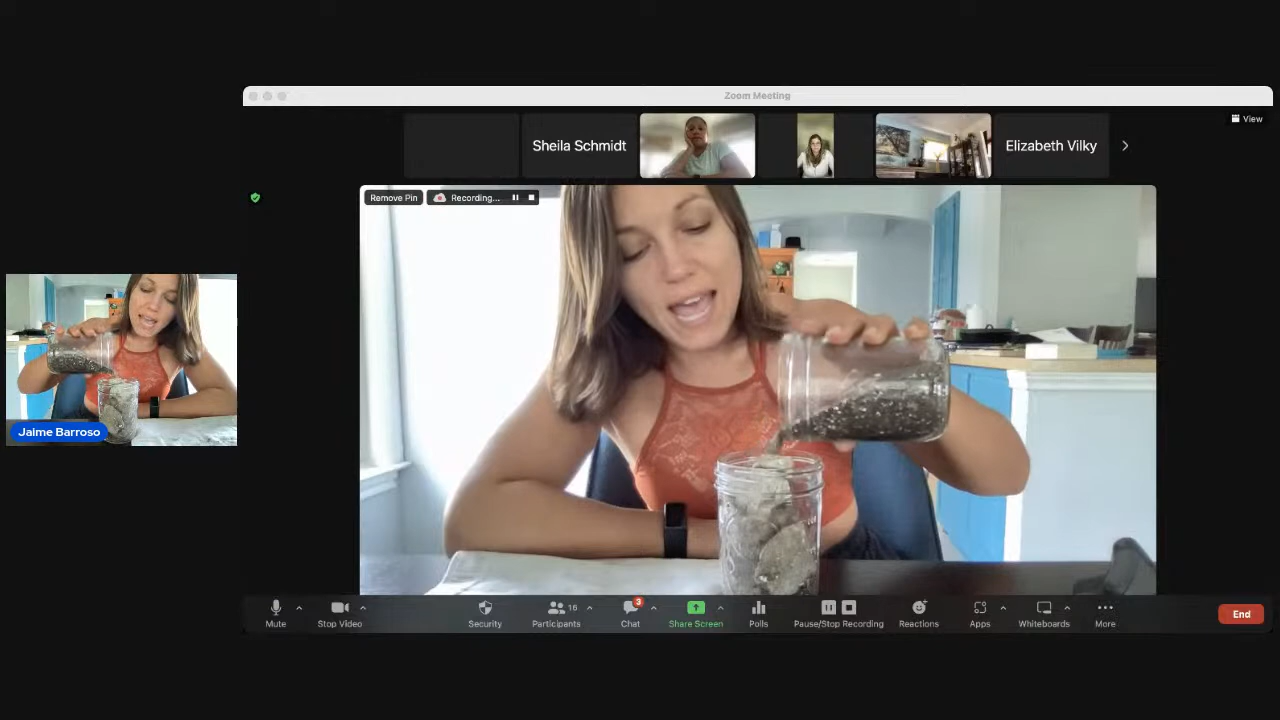 Zoom Meeting
View
Sheila Schmidt
Elizabeth Vilky
Remove Pin
Recording...
Jalme Barroso
Mute
Stop Video
Security
16
Participants
3
Chat
Share Screen
Polls
Pause/Stop Recording
Reactions
Apps
Whiteboards
More
End